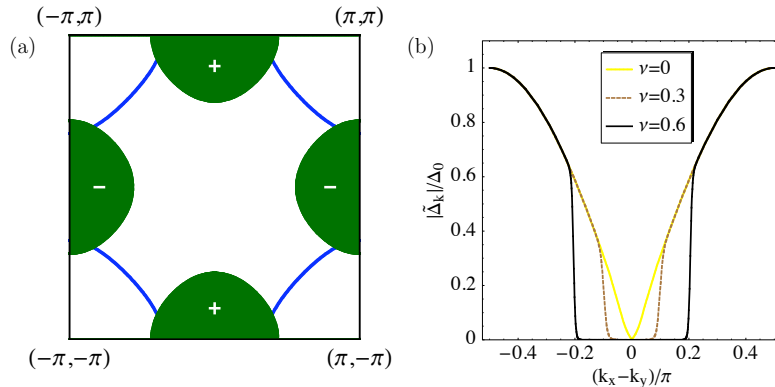 (a)
(−π,π) (π,π)
+
− −
+
(−π,−π) (π,−π)
(b)
|Δ̃ₖ|/Δ₀
1
0.8
0.6
0.4
0.2
0
−0.4 −0.2 0 0.2 0.4
(kₓ−kᵧ)/π
ν=0
ν=0.3
ν=0.6